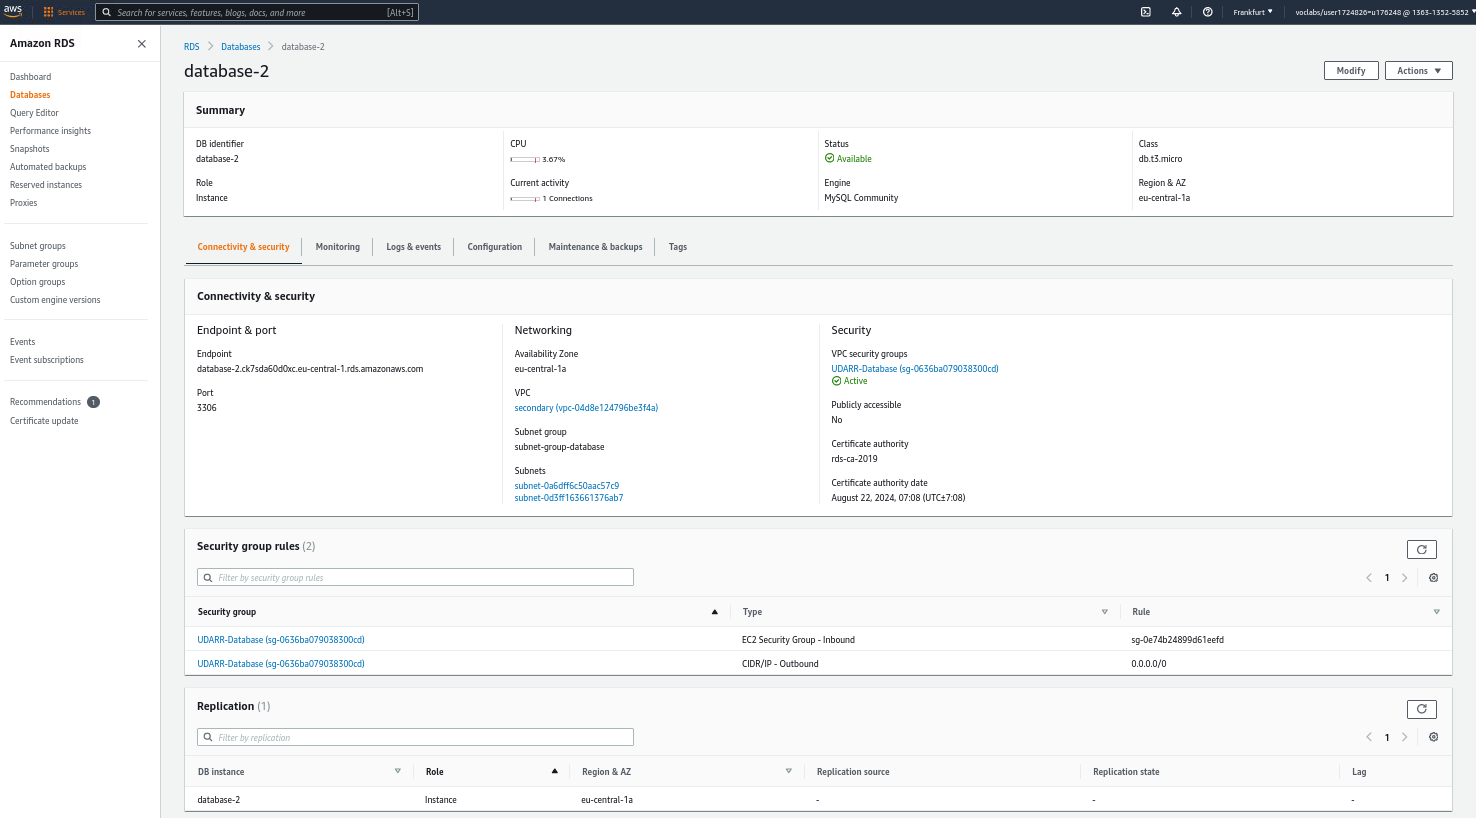 aws
Services
Search for services, features, blogs, docs, and more
[Alt+S]
Frankfurt
voclabs/user1724826=u176248 @ 1363-1352-5852
Amazon RDS
Dashboard
Databases
Query Editor
Performance insights
Snapshots
Automated backups
Reserved instances
Proxies
Subnet groups
Parameter groups
Option groups
Custom engine versions
Events
Event subscriptions
Recommendations 1
Certificate update
RDS
Databases
database-2
database-2
Modify
Actions
Summary
DB identifier
database-2
CPU
3.67%
Status
Available
Class
db.t3.micro
Role
Instance
Current activity
1 Connections
Engine
MySQL Community
Region & AZ
eu-central-1a
Connectivity & security
Monitoring
Logs & events
Configuration
Maintenance & backups
Tags
Connectivity & security
Endpoint & port
Endpoint
database-2.ck7sda60d0xc.eu-central-1.rds.amazonaws.com
Port
3306
Networking
Availability Zone
eu-central-1a
VPC
secondary (vpc-04d8e124796be3f4a)
Subnet group
subnet-group-database
Subnets
subnet-0a6dff6c50aac57c9
subnet-0d3ff163661376ab7
Security
VPC security groups
UDARR-Database (sg-0636ba079038300cd)
Active
Publicly accessible
No
Certificate authority
rds-ca-2019
Certificate authority date
August 22, 2024, 07:08 (UTC±7:08)
Security group rules (2)
Filter by security group rules
1
Security group
Type
Rule
UDARR-Database (sg-0636ba079038300cd)
EC2 Security Group - Inbound
sg-0e74b24899d61eefd
UDARR-Database (sg-0636ba079038300cd)
CIDR/IP - Outbound
0.0.0.0/0
Replication (1)
Filter by replication
1
DB instance
Role
Region & AZ
Replication source
Replication state
Lag
database-2
Instance
eu-central-1a
-
-
-